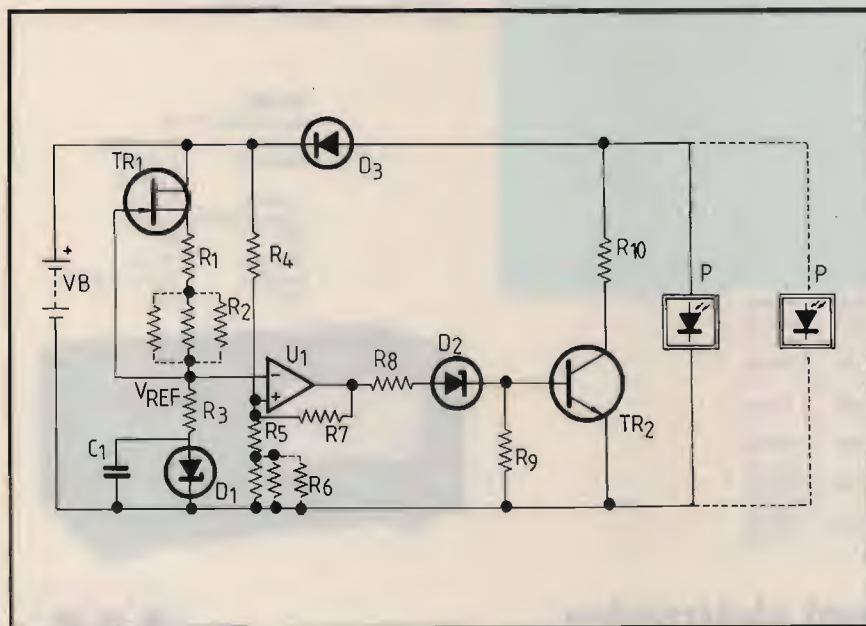 TR1
D3
P
P
R10
VB
+
R1
R4
R2
U1
−
+
R8
D2
VREF
R3
R5
R7
TR2
C1
D1
R6
R9